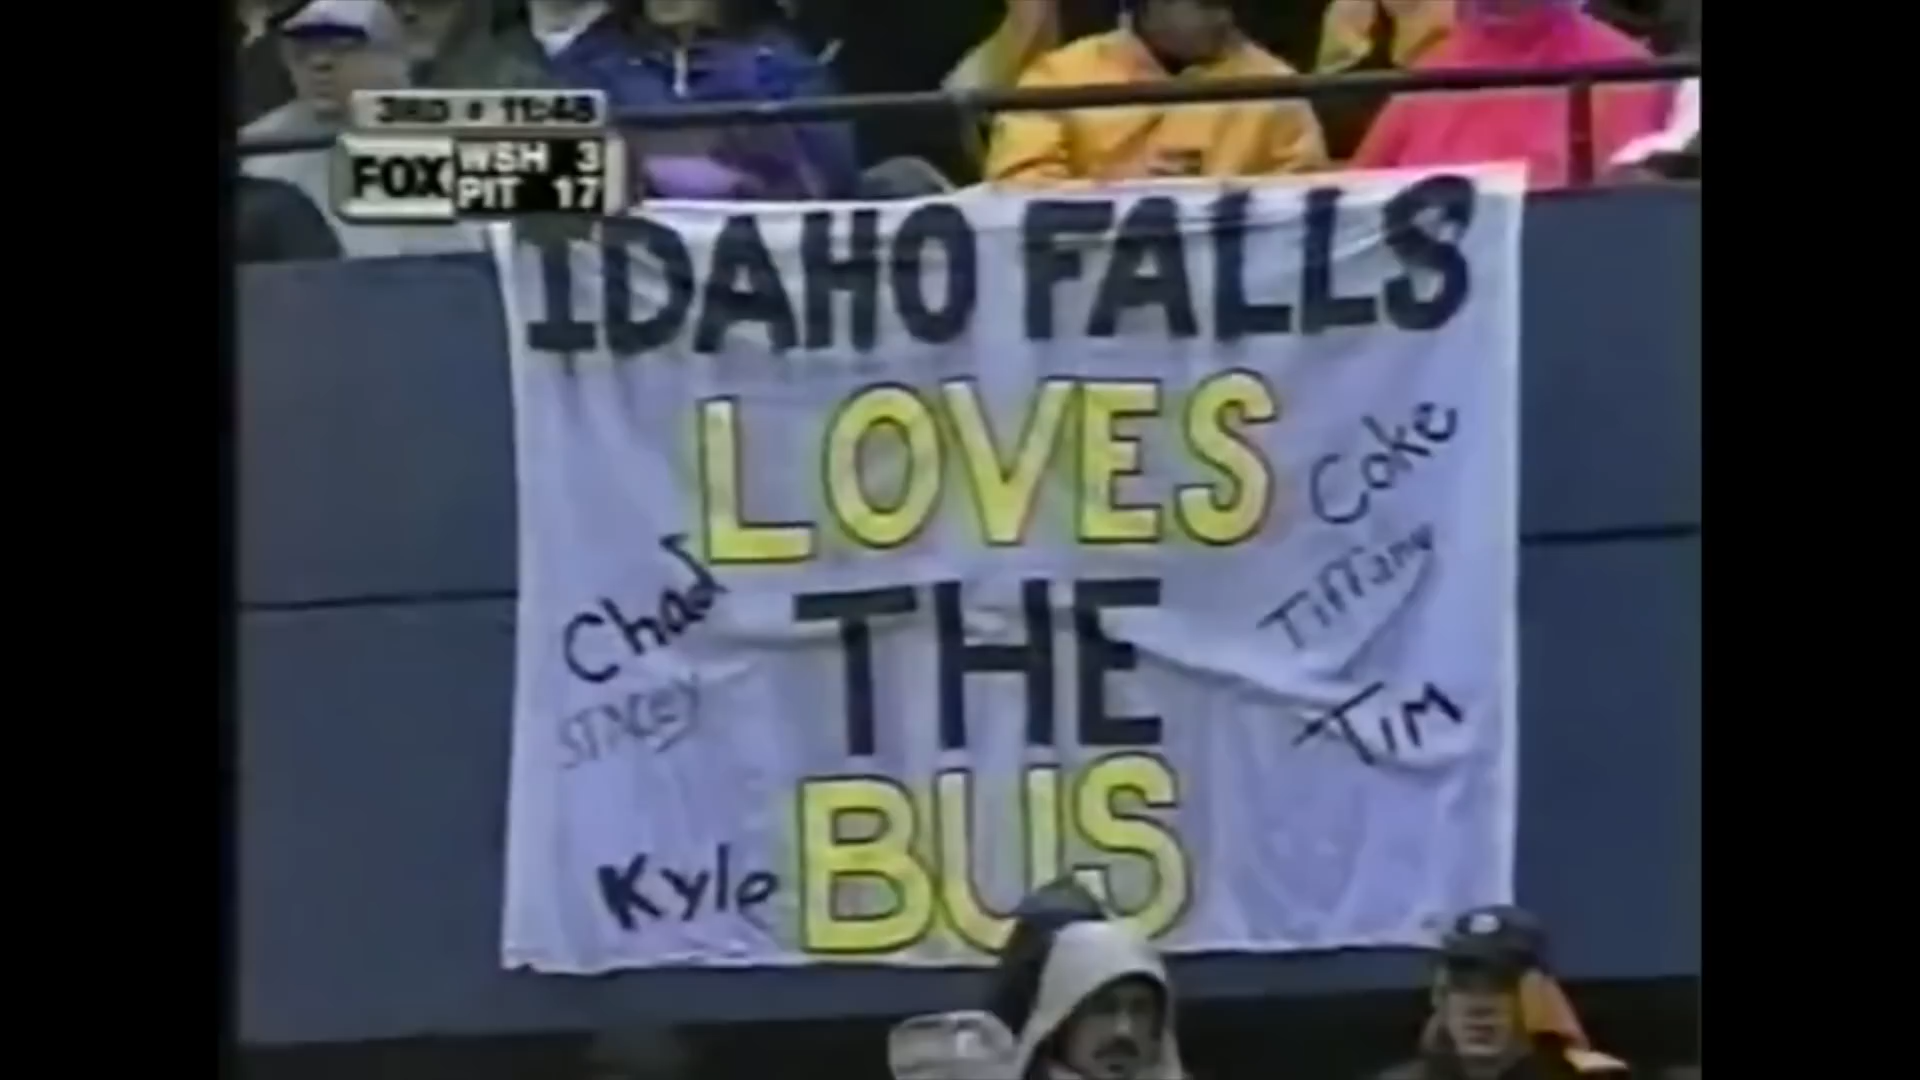 3RD 11:48
FOX
WSH 3
PIT 17
IDAHO FALLS
LOVES
THE
BUS
Coke
Tiffany
Tim
Chad
STACEY
Kyle